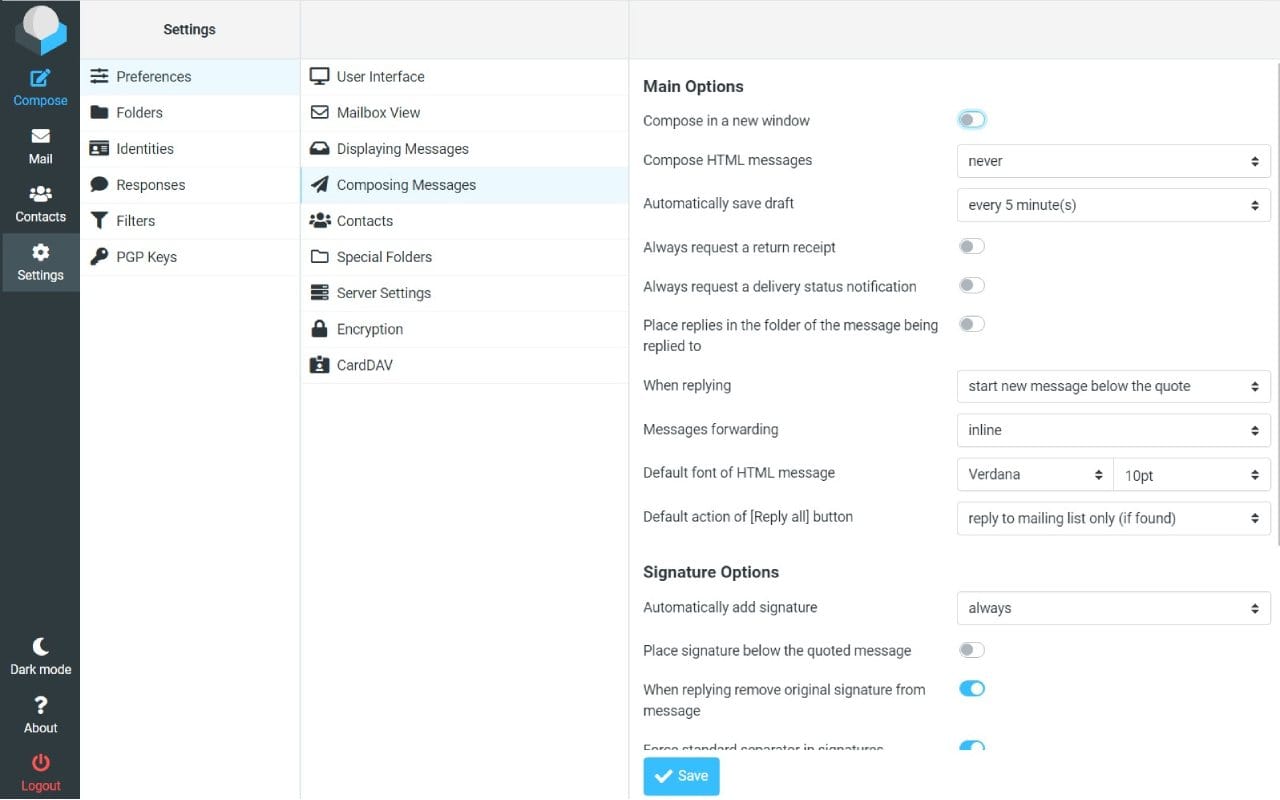 Settings
Compose
Mail
Contacts
Settings
Dark mode
About
Logout
Preferences
Folders
Identities
Responses
Filters
PGP Keys
User Interface
Mailbox View
Displaying Messages
Composing Messages
Contacts
Special Folders
Server Settings
Encryption
CardDAV
Main Options
Compose in a new window
Compose HTML messages never
Automatically save draft every 5 minute(s)
Always request a return receipt
Always request a delivery status notification
Place replies in the folder of the message being
replied to
When replying start new message below the quote
Messages forwarding inline
Default font of HTML message Verdana 10pt
Default action of [Reply all] button reply to mailing list only (if found)
Signature Options
Automatically add signature always
Place signature below the quoted message
When replying remove original signature from
message
Force standard separator in signatures
Save